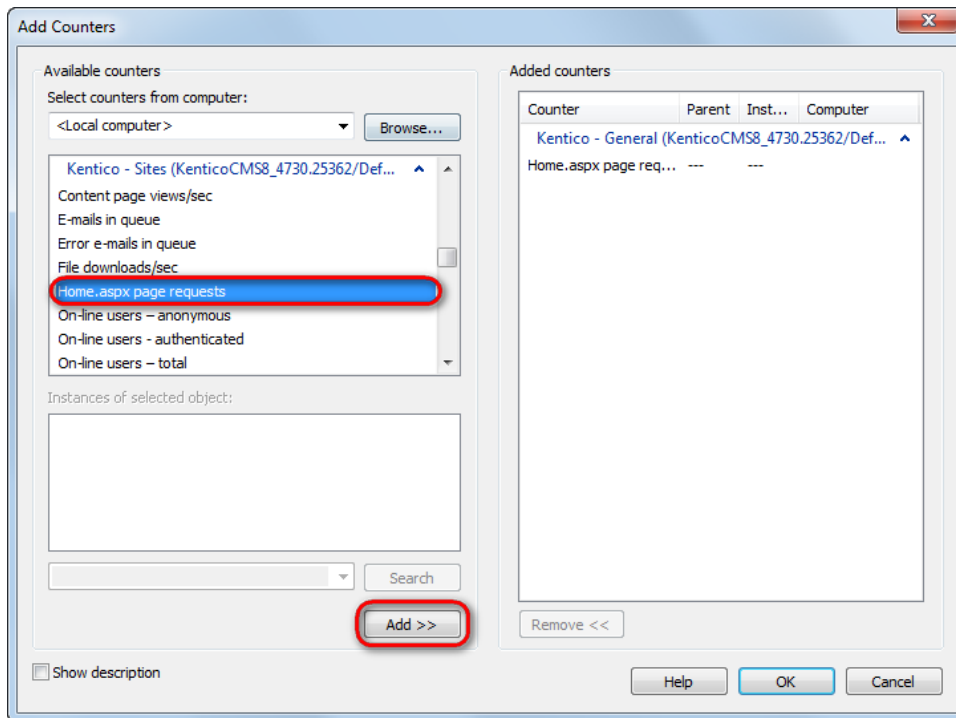 Add Counters
Available counters
Select counters from computer:
<Local computer>
Browse...
Kentico - Sites (KenticoCMS8_4730.25362/Def...
Content page views/sec
E-mails in queue
Error e-mails in queue
File downloads/sec
Home.aspx page requests
On-line users – anonymous
On-line users - authenticated
On-line users – total
Instances of selected object:
Search
Add >>
Show description
Added counters
Counter Parent Inst... Computer
Kentico - General (KenticoCMS8_4730.25362/Def...
Home.aspx page req... --- ---
Remove <<
Help OK Cancel